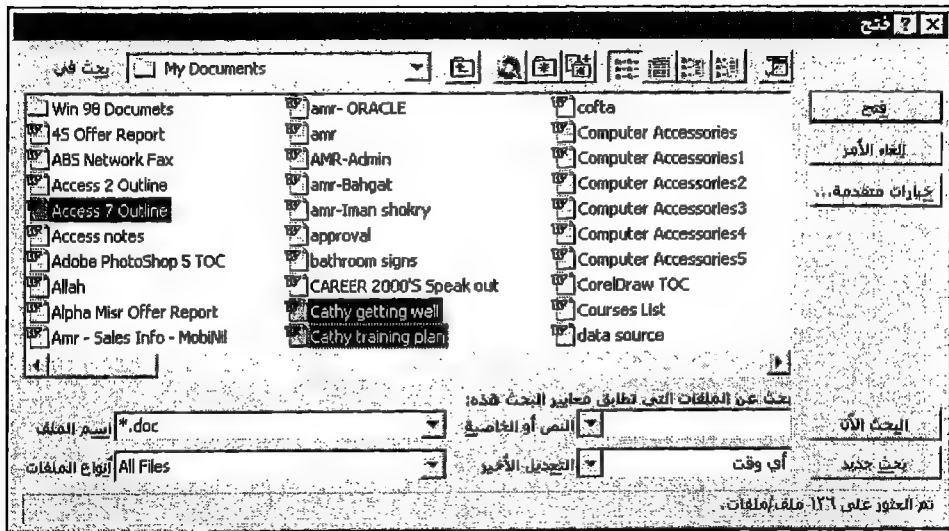 فتح
بحث في: My Documents
Win 98 Documets
45 Offer Report
ABS Network Fax
Access 2 Outline
Access 7 Outline
Access notes
Adobe PhotoShop 5 TOC
Allah
Alpha Misr Offer Report
Amr - Sales Info - MobiNil
amr- ORACLE
amr
AMR-Admin
amr-Bahgat
amr-Iman shokry
approval
bathroom signs
CAREER 2000'S Speak out
Cathy getting well
Cathy training plan
cofta
Computer Accessories
Computer Accessories1
Computer Accessories2
Computer Accessories3
Computer Accessories4
Computer Accessories5
CorelDraw TOC
Courses List
data source
فتح
إلغاء الأمر
خيارات متقدمة...
بحث عن الملفات التي تطابق معايير البحث هذه:
اسم الملف *.doc
النص أو الخاصية
البحث الآن
أنواع الملفات All Files
التعديل الأخير أي وقت
بحث جديد
تم العثور على ١٢٦ ملف/ملفات.